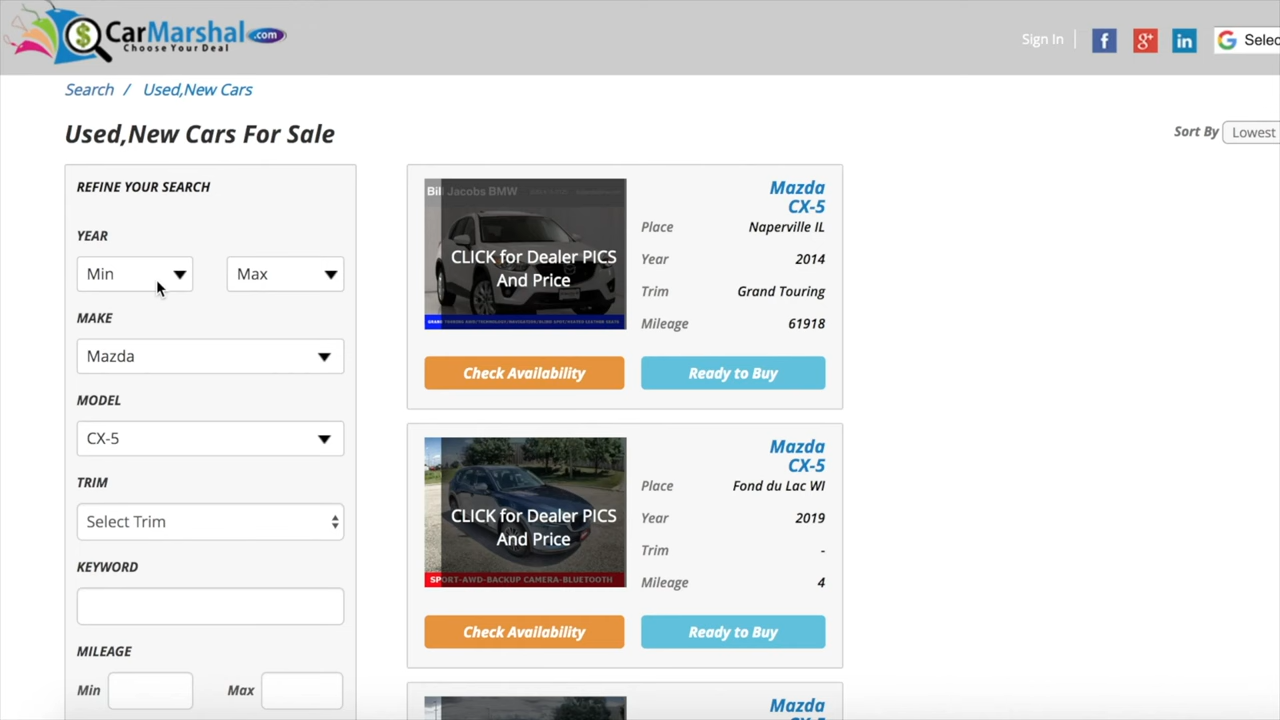 CarMarshal.com
Choose Your Deal
Sign In
Selec
Search / Used,New Cars
Used,New Cars For Sale
Sort By Lowest
REFINE YOUR SEARCH
YEAR
Min Max
MAKE
Mazda
MODEL
CX-5
TRIM
Select Trim
KEYWORD
MILEAGE
Min Max
Bill Jacobs BMW
CLICK for Dealer PICS
And Price
Mazda
CX-5
Place Naperville IL
Year 2014
Trim Grand Touring
Mileage 61918
Check Availability Ready to Buy
CLICK for Dealer PICS
And Price
SPORT-AWD-BACKUP CAMERA-BLUETOOTH
Mazda
CX-5
Place Fond du Lac WI
Year 2019
Trim -
Mileage 4
Check Availability Ready to Buy
Mazda
CX-5